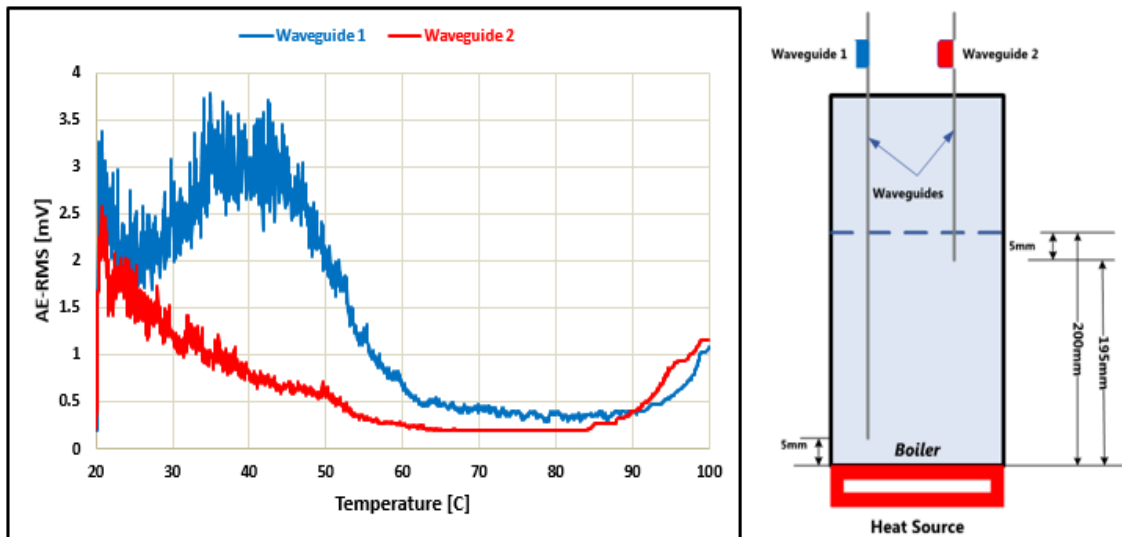 Waveguide 1
Waveguide 2
4
3.5
3
2.5
2
1.5
1
0.5
0
AE-RMS [mV]
20
30
40
50
60
70
80
90
100
Temperature [C]
Waveguide 1
Waveguide 2
Waveguides
5mm
200mm
195mm
5mm
Boiler
Heat Source